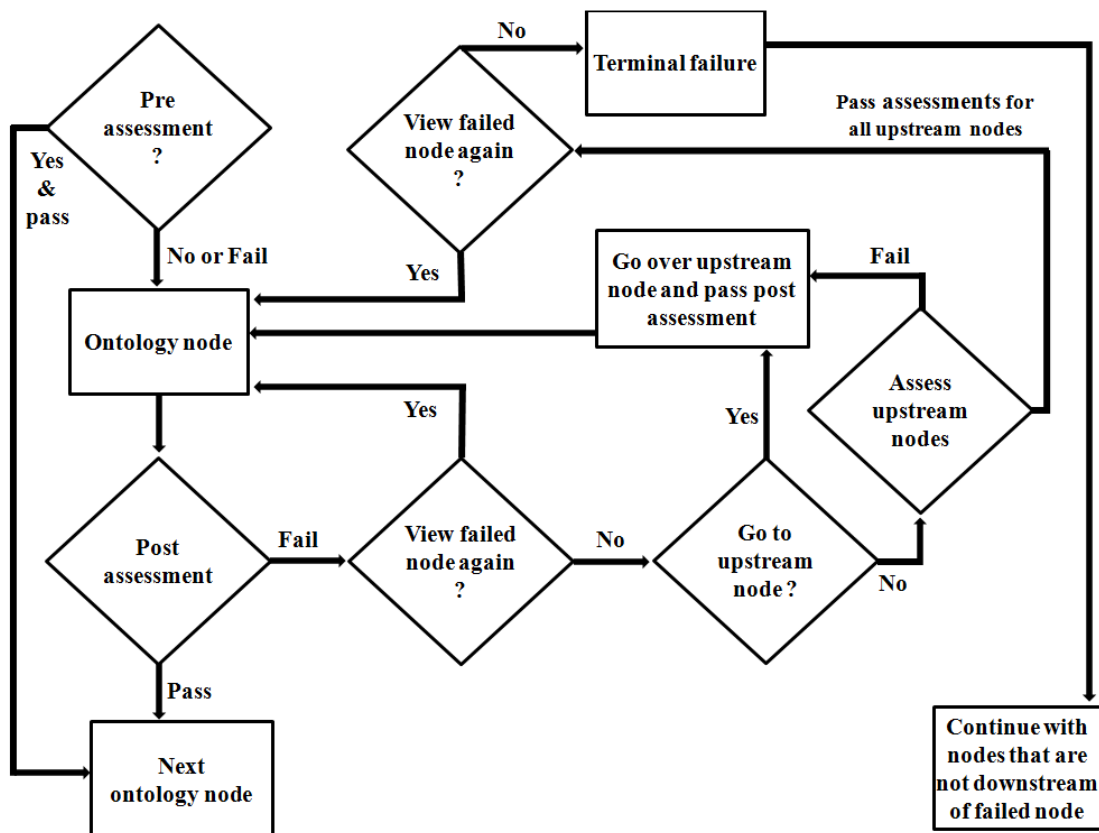 Pre
assessment
?
Yes
&
pass
No or Fail
Ontology node
Post
assessment
Pass
Next
ontology node
Fail
View failed
node again
?
Yes
No
Go to
upstream
node ?
Yes
No
Go over upstream
node and pass post
assessment
Assess
upstream
nodes
Fail
Pass assessments for
all upstream nodes
View failed
node again
?
Yes
No
Terminal failure
Continue with
nodes that are
not downstream
of failed node